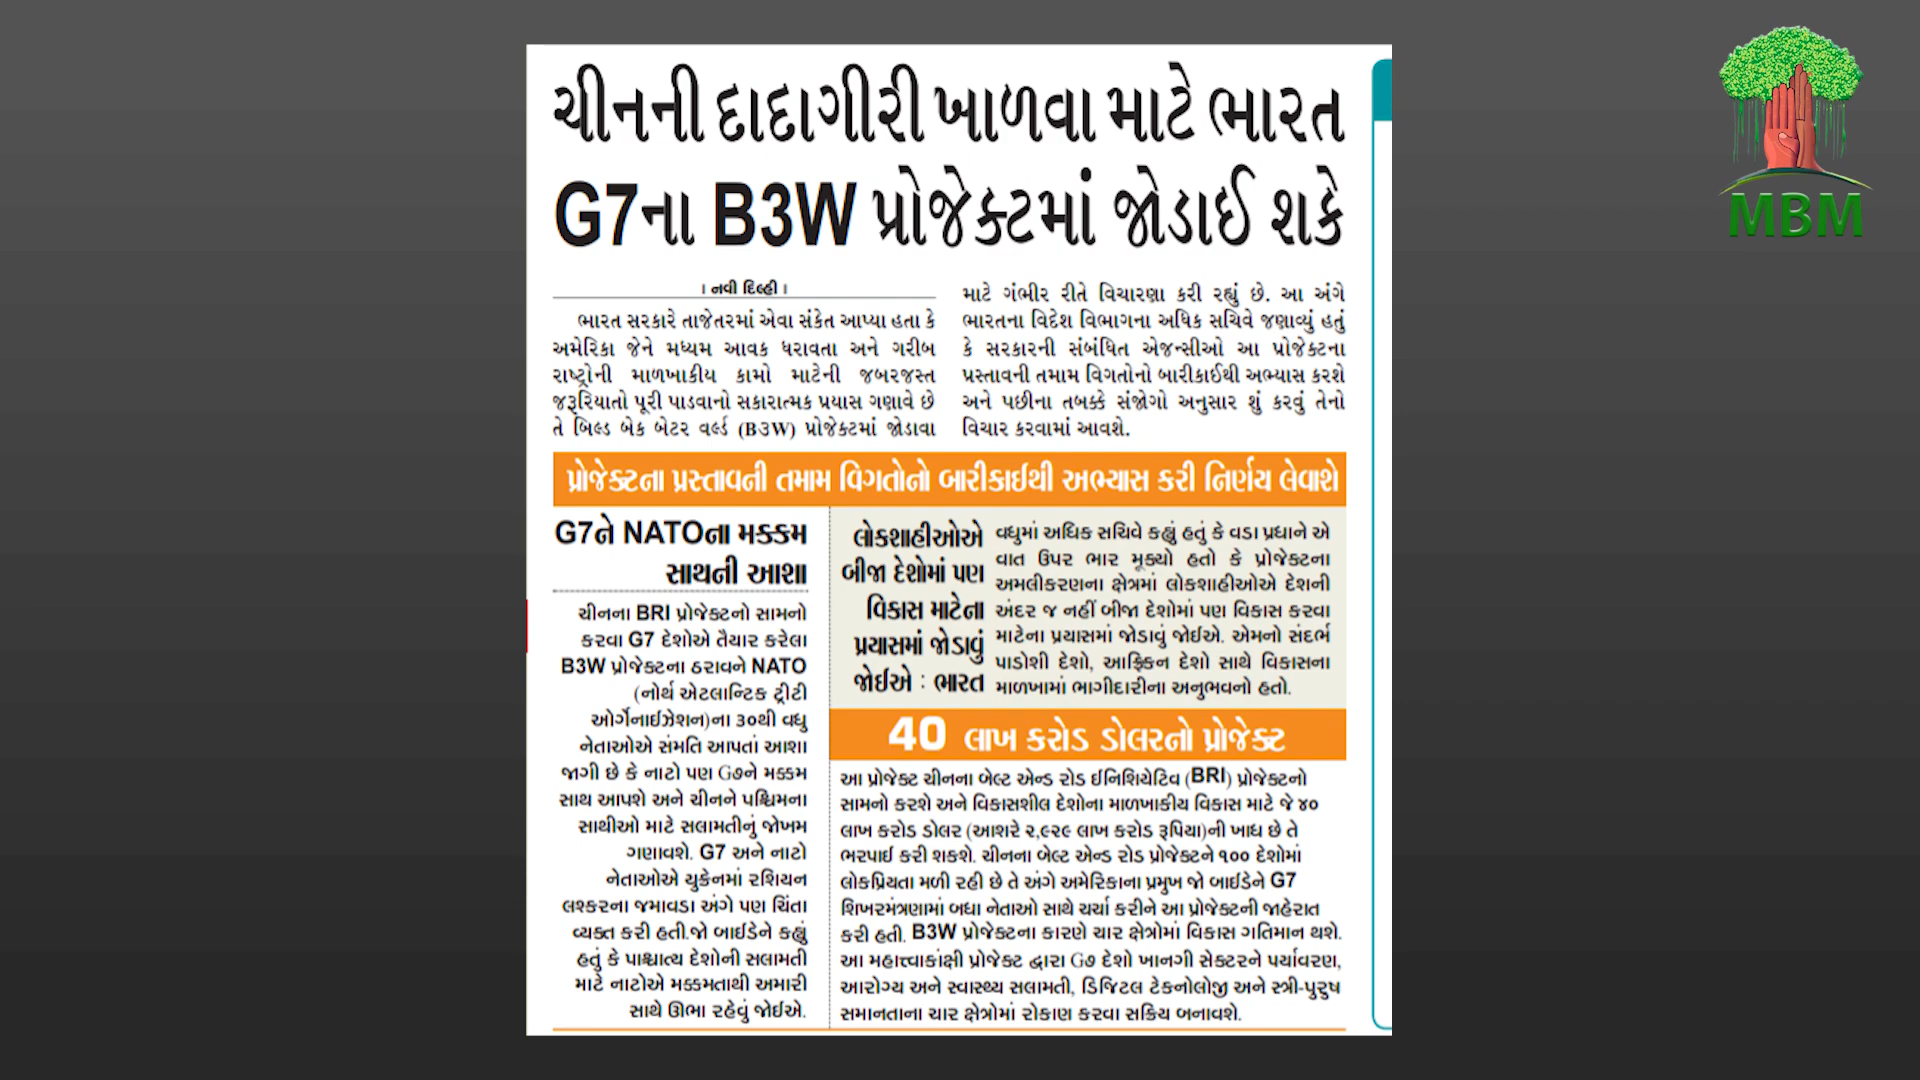 ચીનની દાદાગીરી ખાળવા માટે ભારત
G7ના B3W પ્રોજેક્ટમાં જોડાઈ શકે
। નવી દિલ્હી ।
ભારત સરકારે તાજેતરમાં એવા સંકેત આપ્યા હતા કે
અમેરિકા જેને મધ્યમ આવક ધરાવતા અને ગરીબ
રાષ્ટ્રોની માળખાકીય કામો માટેની જબરજસ્ત
જરૂરિયાતો પૂરી પાડવાનો સકારાત્મક પ્રયાસ ગણાવે છે
તે બિલ્ડ બેક બેટર વર્લ્ડ (B૩W) પ્રોજેક્ટમાં જોડાવા
માટે ગંભીર રીતે વિચારણા કરી રહ્યું છે. આ અંગે
ભારતના વિદેશ વિભાગના અધિક સચિવે જણાવ્યું હતું
કે સરકારની સંબંધિત એજન્સીઓ આ પ્રોજેક્ટના
પ્રસ્તાવની તમામ વિગતોનો બારીકાઈથી અભ્યાસ કરશે
અને પછીના તબક્કે સંજોગો અનુસાર શું કરવું તેનો
વિચાર કરવામાં આવશે.
પ્રોજેક્ટના પ્રસ્તાવની તમામ વિગતોનો બારીકાઈથી અભ્યાસ કરી નિર્ણય લેવાશે
G7ને NATOના મક્કમ
સાથની આશા
ચીનના BRI પ્રોજેક્ટનો સામનો
કરવા G7 દેશોએ તૈયાર કરેલા
B3W પ્રોજેક્ટના ઠરાવને NATO
(નોર્થ એટલાન્ટિક ટ્રીટી
ઓર્ગેનાઈઝેશન)ના ૩૦થી વધુ
નેતાઓએ સંમતિ આપતાં આશા
જાગી છે કે નાટો પણ G૭ને મક્કમ
સાથ આપશે અને ચીનને પશ્ચિમના
સાથીઓ માટે સલામતીનું જોખમ
ગણાવશે. G7 અને નાટો
નેતાઓએ યુક્રેનમાં રશિયન
લશ્કરના જમાવડા અંગે પણ ચિંતા
વ્યક્ત કરી હતી.જો બાઈડેને કહ્યું
હતું કે પાશ્ચાત્ય દેશોની સલામતી
માટે નાટોએ મક્કમતાથી અમારી
સાથે ઊભા રહેવું જોઈએ.
લોકશાહીઓએ
બીજા દેશોમાં પણ
વિકાસ માટેના
પ્રયાસમાં જોડાવું
જોઈએ : ભારત
વધુમાં અધિક સચિવે કહ્યું હતું કે વડા પ્રધાને એ
વાત ઉપર ભાર મૂક્યો હતો કે પ્રોજેક્ટના
અમલીકરણના ક્ષેત્રમાં લોકશાહીઓએ દેશની
અંદર જ નહીં બીજા દેશોમાં પણ વિકાસ કરવા
માટેના પ્રયાસમાં જોડાવું જોઈએ. એમનો સંદર્ભ
પાડોશી દેશો, આફ્રિકન દેશો સાથે વિકાસના
માળખામાં ભાગીદારીના અનુભવનો હતો.
40 લાખ કરોડ ડોલરનો પ્રોજેક્ટ
આ પ્રોજેક્ટ ચીનના બેલ્ટ એન્ડ રોડ ઈનિશિયેટિવ (BRI) પ્રોજેક્ટનો
સામનો કરશે અને વિકાસશીલ દેશોના માળખાકીય વિકાસ માટે જે ૪૦
લાખ કરોડ ડોલર (આશરે ૨,૯૨૯ લાખ કરોડ રૂપિયા)ની ખાધ છે તે
ભરપાઈ કરી શકશે. ચીનના બેલ્ટ એન્ડ રોડ પ્રોજેક્ટને ૧૦૦ દેશોમાં
લોકપ્રિયતા મળી રહી છે તે અંગે અમેરિકાના પ્રમુખ જો બાઈડેને G7
શિખરમંત્રણામાં બધા નેતાઓ સાથે ચર્ચા કરીને આ પ્રોજેક્ટની જાહેરાત
કરી હતી. B3W પ્રોજેક્ટના કારણે ચાર ક્ષેત્રોમાં વિકાસ ગતિમાન થશે.
આ મહાત્ત્વાકાંક્ષી પ્રોજેક્ટ દ્વારા G૭ દેશો ખાનગી સેક્ટરને પર્યાવરણ,
આરોગ્ય અને સ્વાસ્થ્ય સલામતી, ડિજિટલ ટેકનોલોજી અને સ્ત્રી-પુરુષ
સમાનતાના ચાર ક્ષેત્રોમાં રોકાણ કરવા સક્રિય બનાવશે.
MBM